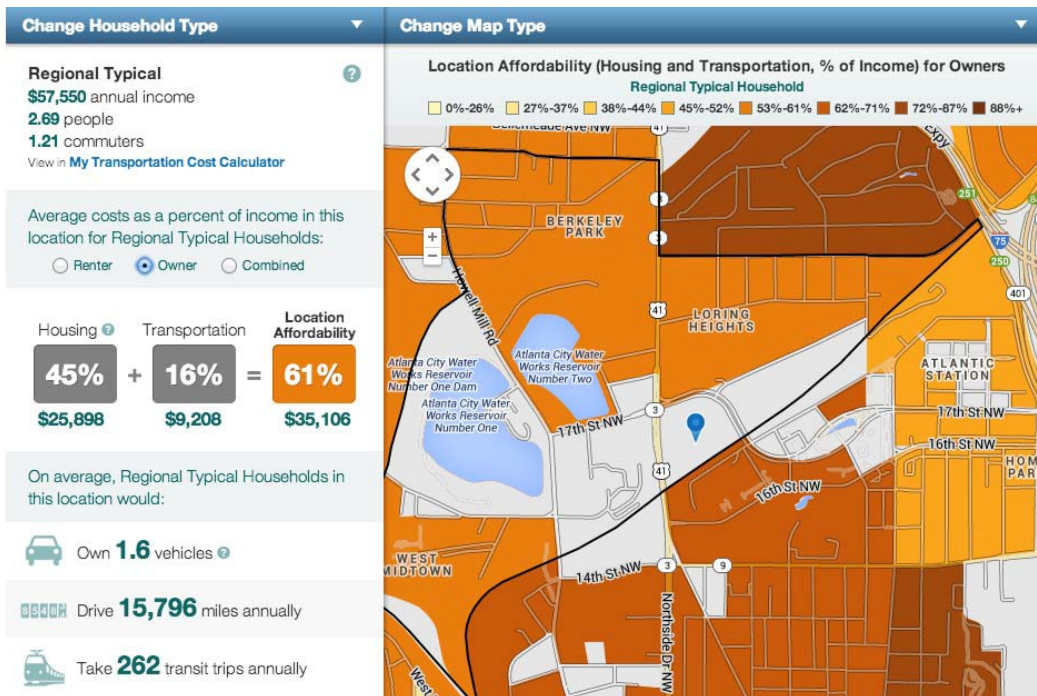 Change Household Type
Regional Typical
$57,550 annual income
2.69 people
1.21 commuters
View in My Transportation Cost Calculator
Average costs as a percent of income in this
location for Regional Typical Households:
Renter Owner Combined
Housing ?
Transportation
Location
Affordability
45% + 16% = 61%
$25,898 $9,208 $35,106
On average, Regional Typical Households in
this location would:
Own 1.6 vehicles ?
Drive 15,796 miles annually
Take 262 transit trips annually
Change Map Type
Location Affordability (Housing and Transportation, % of Income) for Owners
Regional Typical Household
0%-26% 27%-37% 38%-44% 45%-52% 53%-61% 62%-71% 72%-87% 88%+
41
Expy
251
3
BERKELEY
PARK
3
75
250
401
Howell Mill Rd
41
LORING
HEIGHTS
Atlanta City Water
Works Reservoir
Number One Dam
Atlanta City Water
Works Reservoir
Number Two
Atlanta City Water
Works Reservoir
Number One
ATLANTIC
STATION
17th St NW
3
17th St NW
16th St NW
41
HOM
PAR
16th St NW
WEST
MIDTOWN
14th St NW
3
9
Northside Dr NW